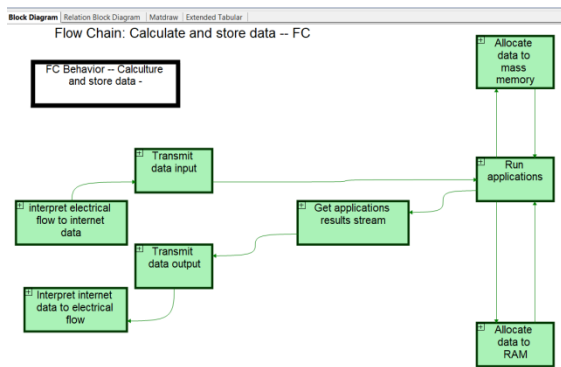 Block Diagram Relation Block Diagram Matdraw Extended Tabular
Flow Chain: Calculate and store data -- FC
FC Behavior -- Calculture
and store data -
Allocate
data to
mass
memory
Transmit
data input
Run
applications
interpret electrical
flow to internet
data
Get applications
results stream
Transmit
data output
Interpret internet
data to electrical
flow
Allocate
data to
RAM